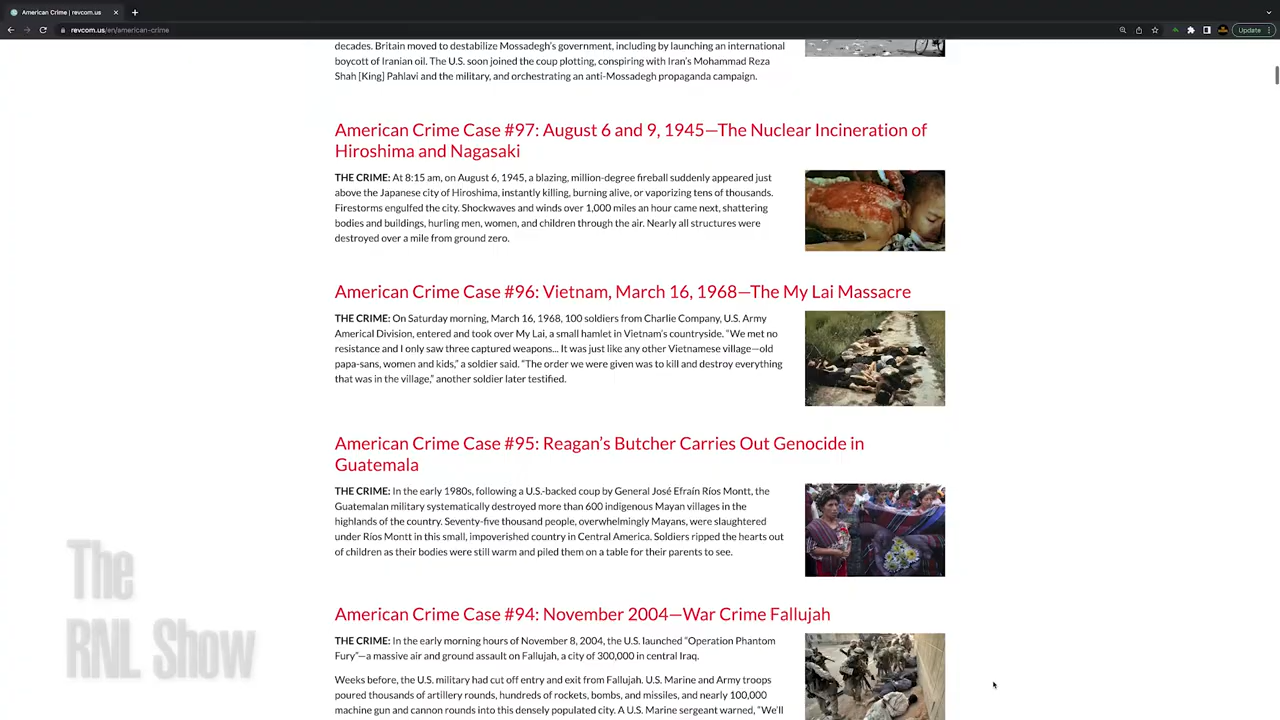 American Crime | revcom.us
revcom.us/en/american-crime
Update
decades. Britain moved to destabilize Mossadegh's government, including by launching an international
boycott of Iranian oil. The U.S. soon joined the coup plotting, conspiring with Iran's Mohammad Reza
Shah [King] Pahlavi and the military, and orchestrating an anti-Mossadegh propaganda campaign.
American Crime Case #97: August 6 and 9, 1945—The Nuclear Incineration of
Hiroshima and Nagasaki
THE CRIME: At 8:15 am, on August 6, 1945, a blazing, million-degree fireball suddenly appeared just
above the Japanese city of Hiroshima, instantly killing, burning alive, or vaporizing tens of thousands.
Firestorms engulfed the city. Shockwaves and winds over 1,000 miles an hour came next, shattering
bodies and buildings, hurling men, women, and children through the air. Nearly all structures were
destroyed over a mile from ground zero.
American Crime Case #96: Vietnam, March 16, 1968—The My Lai Massacre
THE CRIME: On Saturday morning, March 16, 1968, 100 soldiers from Charlie Company, U.S. Army
Americal Division, entered and took over My Lai, a small hamlet in Vietnam's countryside. "We met no
resistance and I only saw three captured weapons... It was just like any other Vietnamese village—old
papa-sans, women and kids," a soldier said. "The order we were given was to kill and destroy everything
that was in the village," another soldier later testified.
American Crime Case #95: Reagan's Butcher Carries Out Genocide in
Guatemala
THE CRIME: In the early 1980s, following a U.S.-backed coup by General José Efraín Ríos Montt, the
Guatemalan military systematically destroyed more than 600 indigenous Mayan villages in the
highlands of the country. Seventy-five thousand people, overwhelmingly Mayans, were slaughtered
under Ríos Montt in this small, impoverished country in Central America. Soldiers ripped the hearts out
of children as their bodies were still warm and piled them on a table for their parents to see.
American Crime Case #94: November 2004—War Crime Fallujah
THE CRIME: In the early morning hours of November 8, 2004, the U.S. launched "Operation Phantom
Fury"—a massive air and ground assault on Fallujah, a city of 300,000 in central Iraq.
Weeks before, the U.S. military had cut off entry and exit from Fallujah. U.S. Marine and Army troops
poured thousands of artillery rounds, hundreds of rockets, bombs, and missiles, and nearly 100,000
machine gun and cannon rounds into this densely populated city. A U.S. Marine sergeant warned, "We'll
The
RNL Show